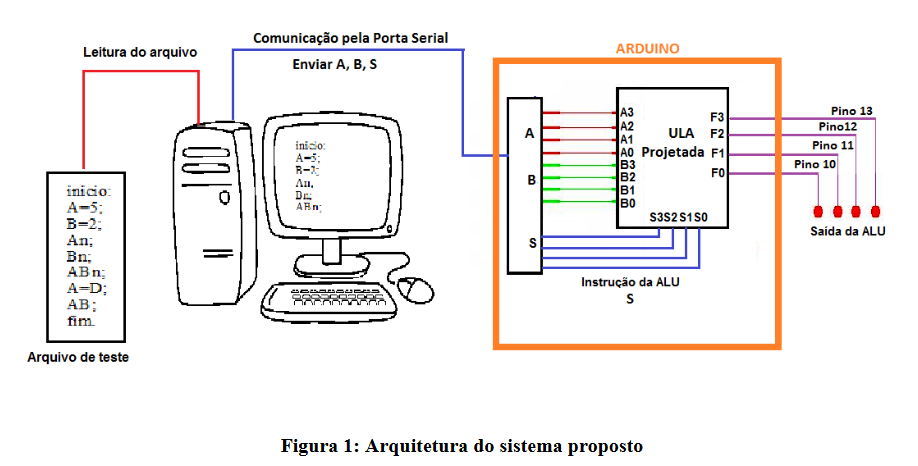 Comunicação pela Porta Serial
Enviar A, B, S
Leitura do arquivo
ARDUINO
inicio:
A=5;
B=2;
An;
Bn;
ABn;
A=D;
AB;
fim.
Arquivo de teste
inicio:
A=5;
B=2;
An,
Bn;
ABn;
A
B
S
A3
A2
A1
A0
B3
B2
B1
B0
ULA
Projetada
F3
F2
F1
F0
S3S2S1S0
Instrução da ALU
S
Pino 13
Pino12
Pino 11
Pino 10
Saída da ALU
Figura 1: Arquitetura do sistema proposto